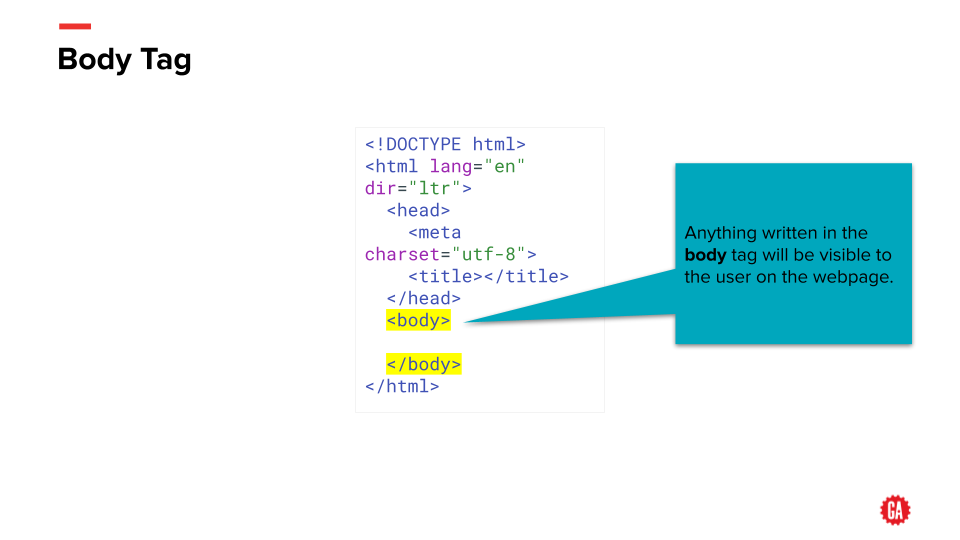 Body Tag
<!DOCTYPE html>
<html lang="en"
dir="ltr">
<head>
<meta
charset="utf-8">
<title></title>
</head>
<body>
</body>
</html>
Anything written in the
body tag will be visible to
the user on the webpage.
GA